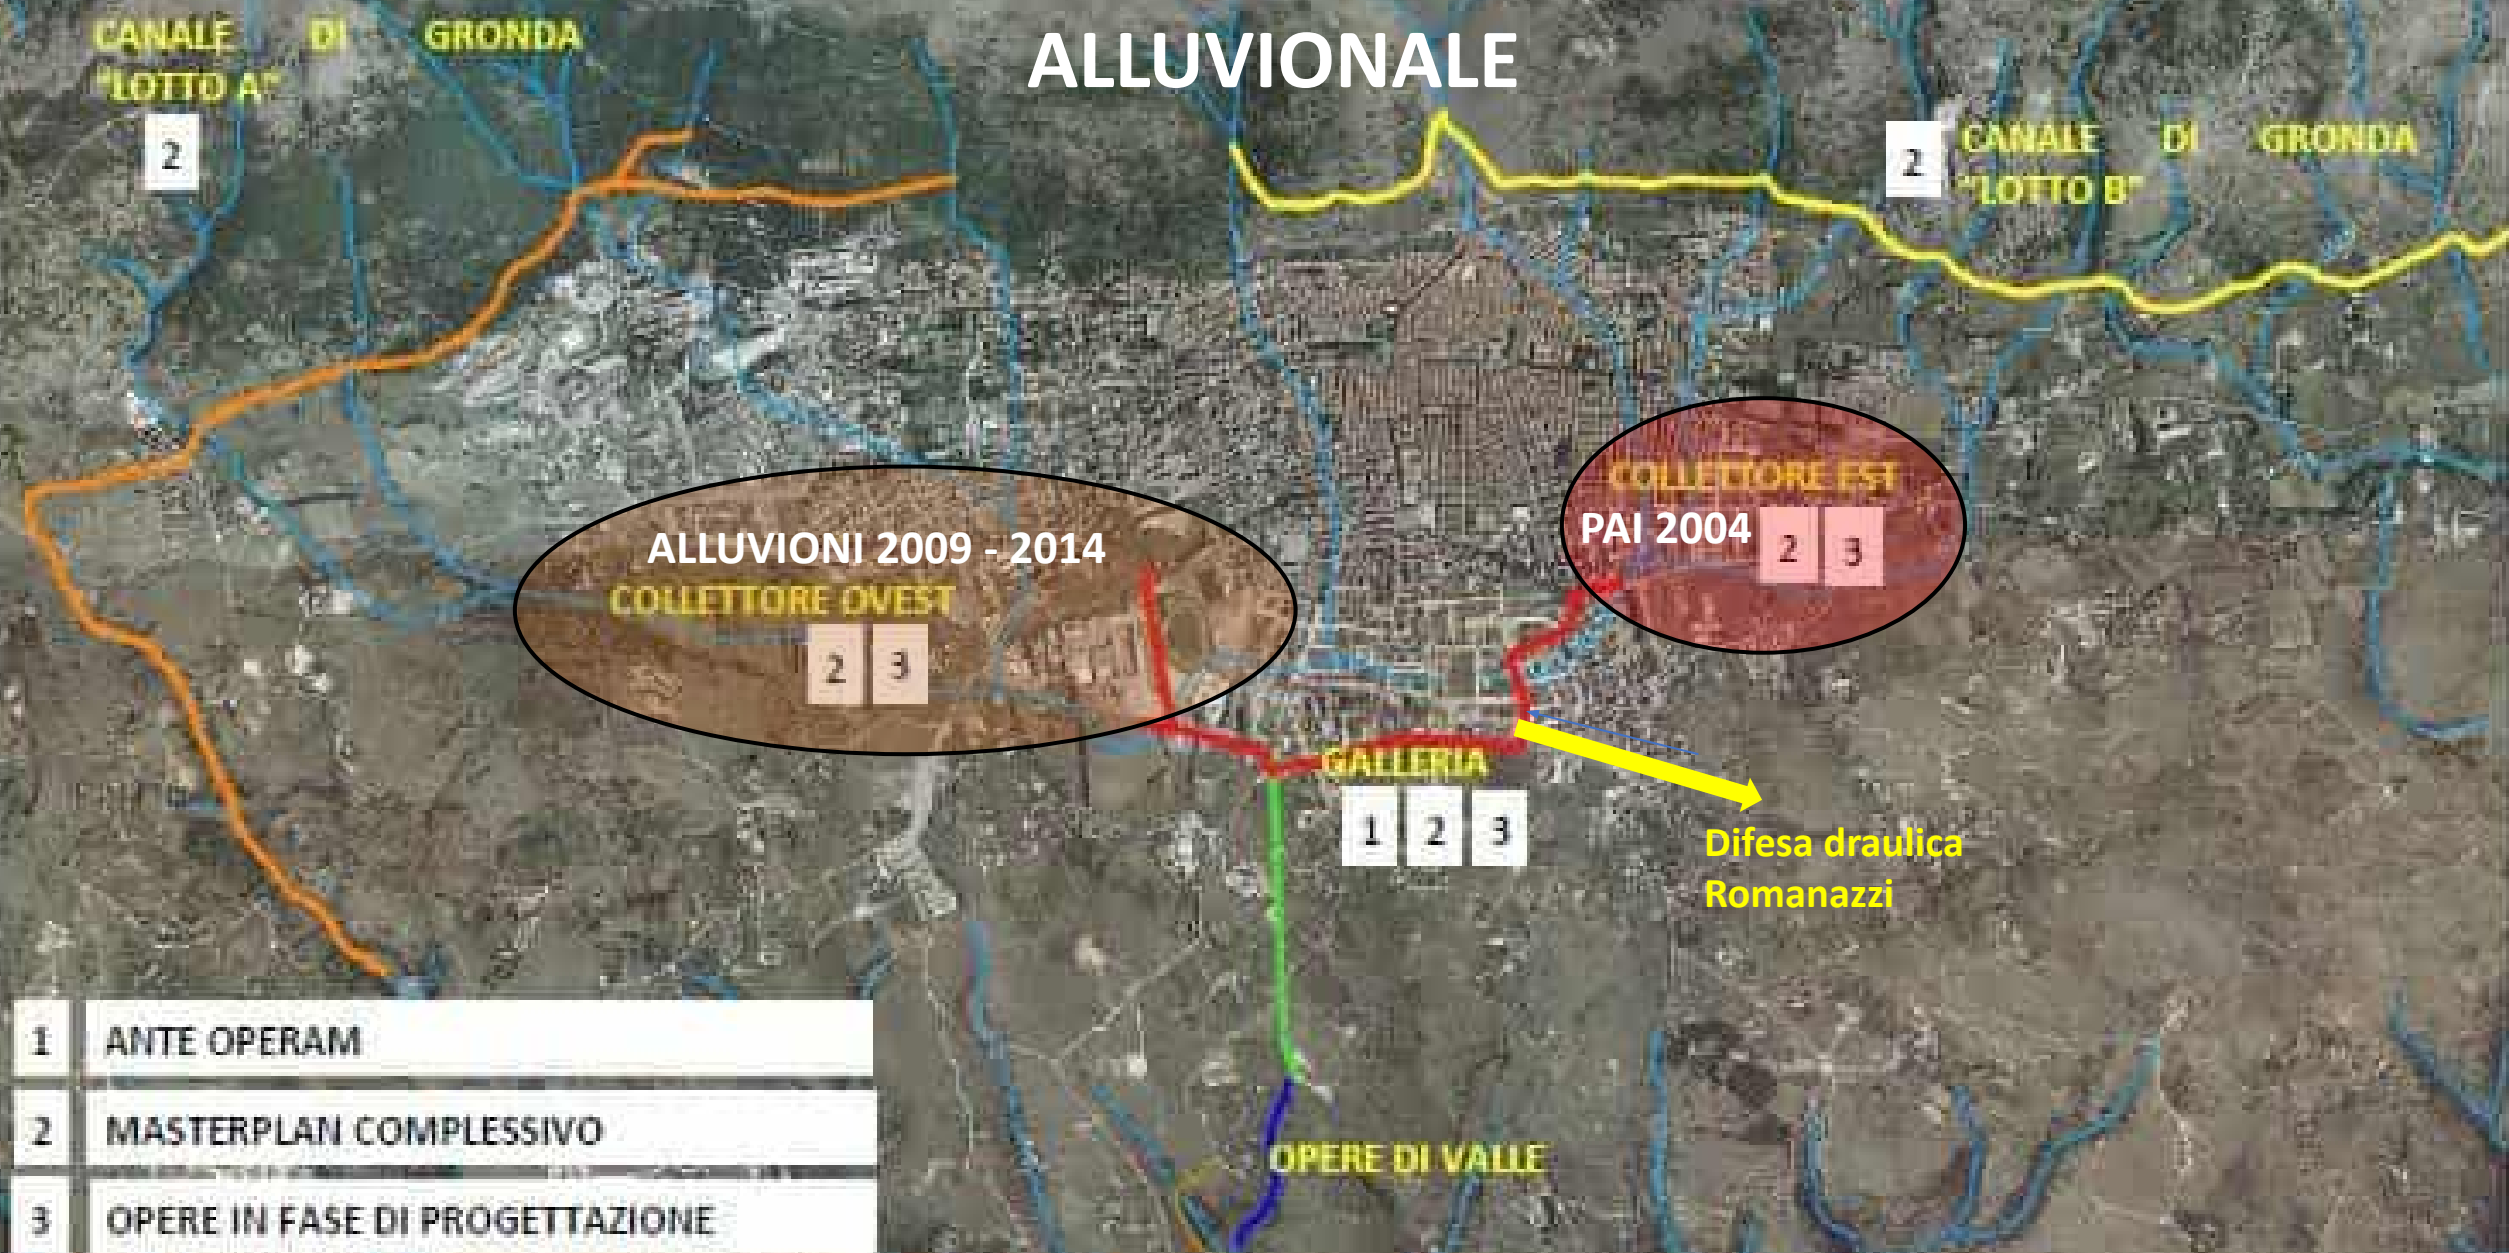 ALLUVIONALE
CANALE DI GRONDA
"LOTTO A"
2
2
CANALE DI GRONDA
"LOTTO B"
ALLUVIONI 2009 - 2014
COLLETTORE OVEST
2 3
COLLETTORE EST
PAI 2004
2 3
GALLERIA
1 2 3
Difesa draulica
Romanazzi
OPERE DI VALLE
1 ANTE OPERAM
2 MASTERPLAN COMPLESSIVO
3 OPERE IN FASE DI PROGETTAZIONE